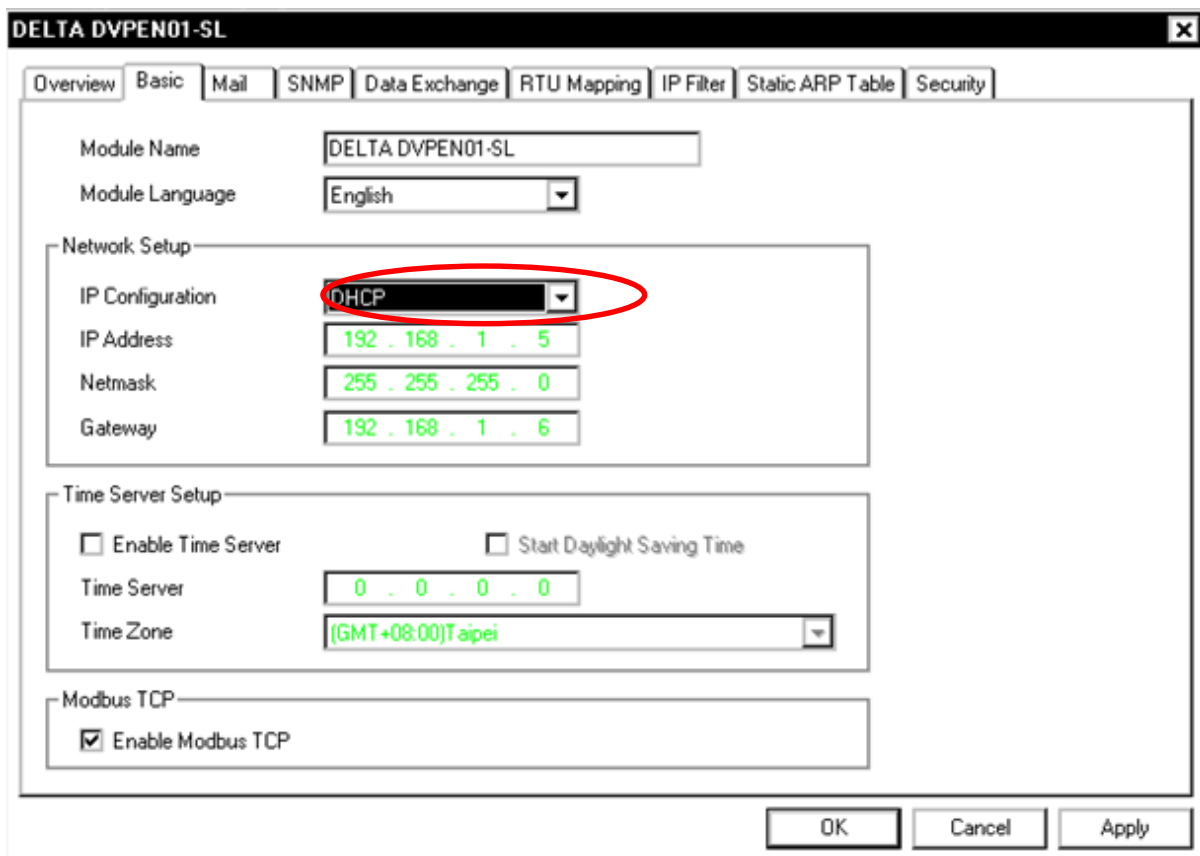 DELTA DVPEN01-SL
Overview Basic Mail SNMP Data Exchange RTU Mapping IP Filter Static ARP Table Security
Module Name DELTA DVPEN01-SL
Module Language English
Network Setup
IP Configuration DHCP
IP Address 192 . 168 . 1 . 5
Netmask 255 . 255 . 255 . 0
Gateway 192 . 168 . 1 . 6
Time Server Setup
Enable Time Server Start Daylight Saving Time
Time Server 0 . 0 . 0 . 0
Time Zone (GMT+08:00)Taipei
Modbus TCP
Enable Modbus TCP
OK Cancel Apply